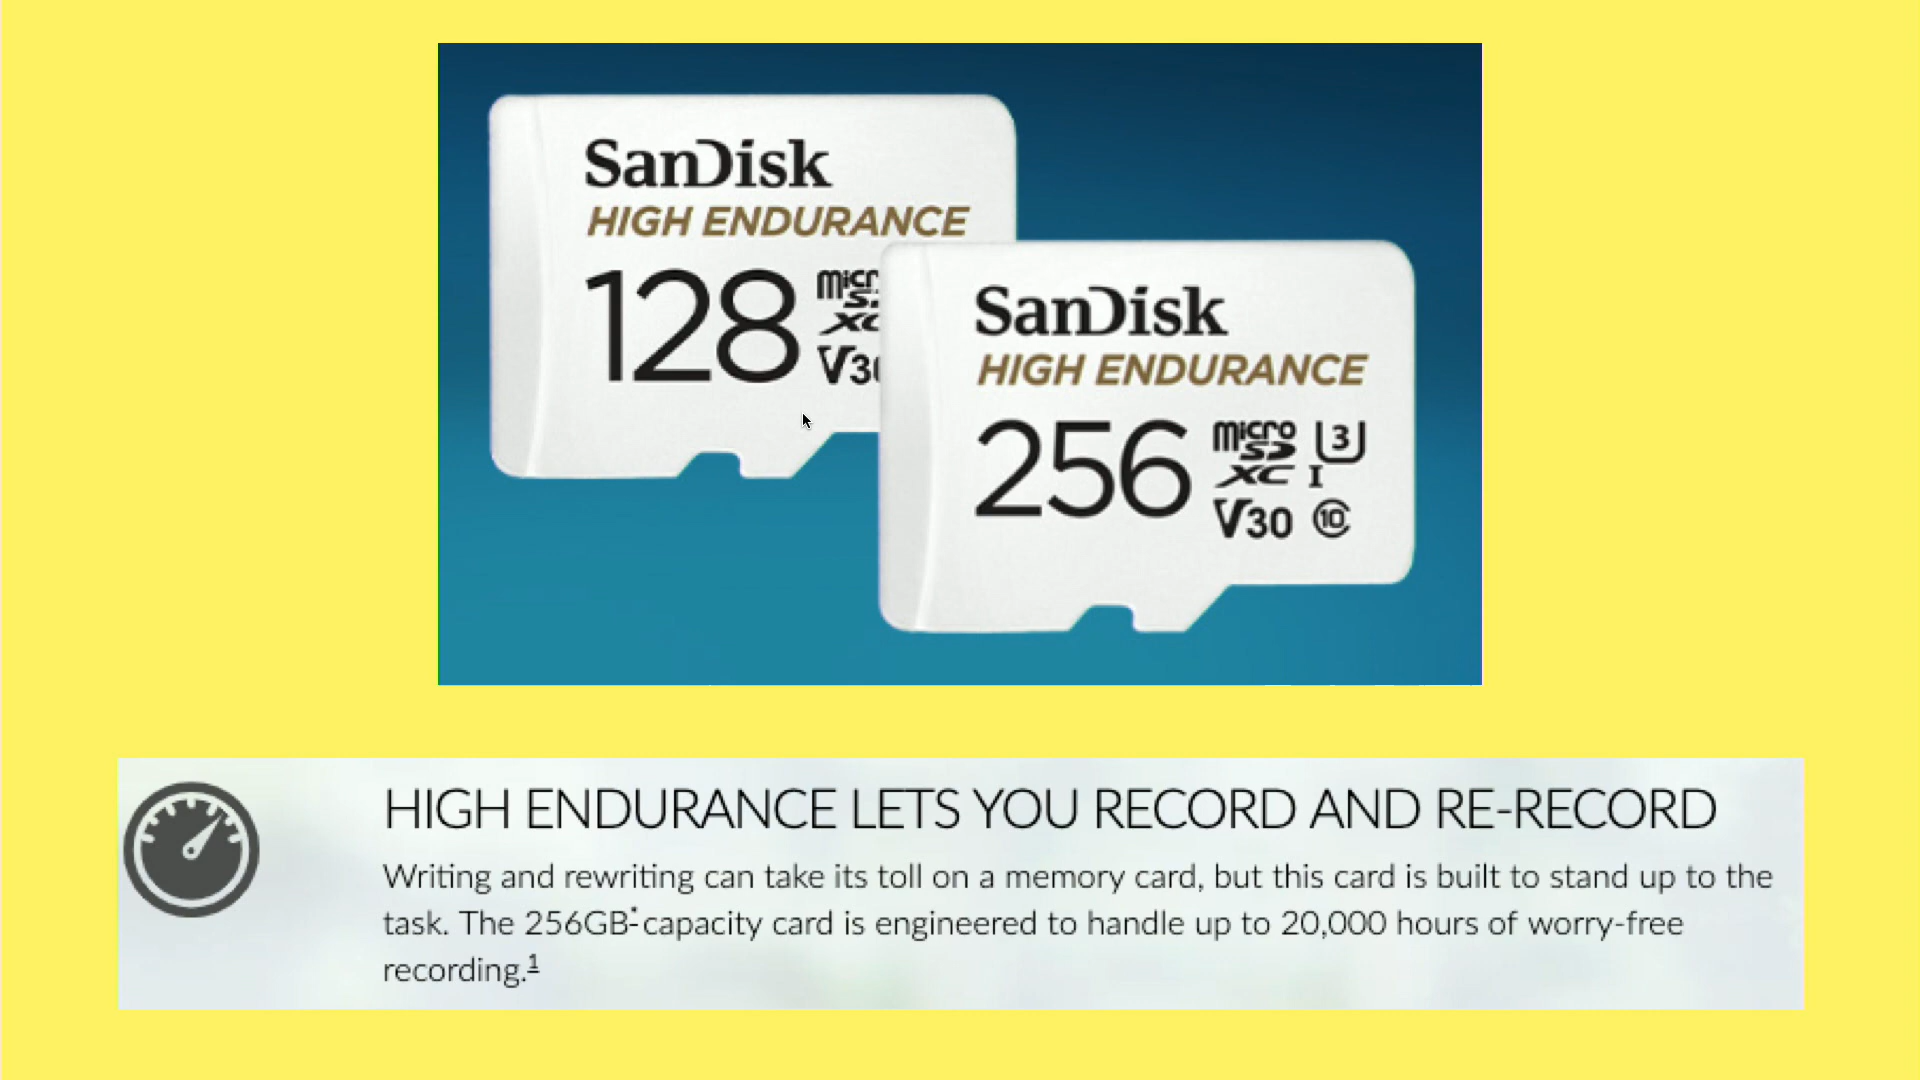 SanDisk
HIGH ENDURANCE
128
V30
SanDisk
HIGH ENDURANCE
256 micro SD XC I U3
V30 10
HIGH ENDURANCE LETS YOU RECORD AND RE-RECORD
Writing and rewriting can take its toll on a memory card, but this card is built to stand up to the
task. The 256GB*-capacity card is engineered to handle up to 20,000 hours of worry-free
recording.1